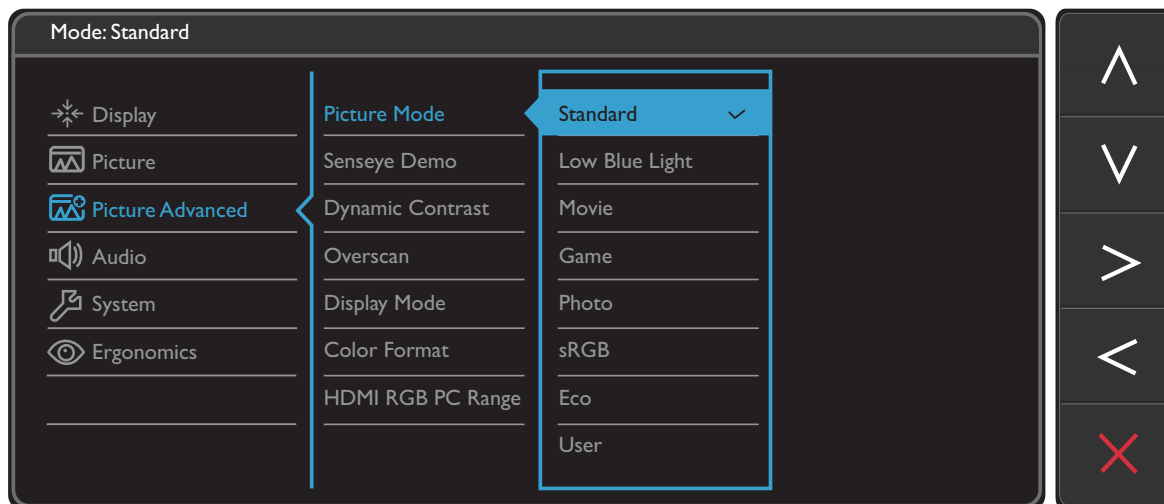 Mode: Standard
Display
Picture
Picture Advanced
Audio
System
Ergonomics
Picture Mode
Senseye Demo
Dynamic Contrast
Overscan
Display Mode
Color Format
HDMI RGB PC Range
Standard
Low Blue Light
Movie
Game
Photo
sRGB
Eco
User